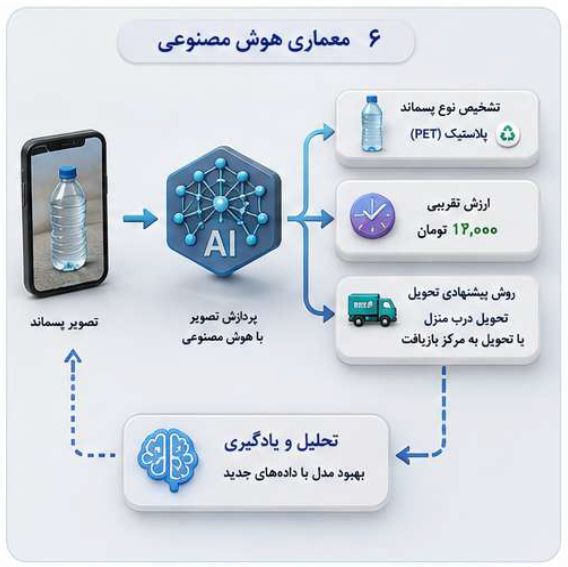 ۶ معماری هوش مصنوعی
تشخیص نوع پسماند
پلاستیک (PET)
ارزش تقریبی
۱۲,۰۰۰ تومان
روش پیشنهادی تحویل
تحویل درب منزل
یا تحویل به مرکز بازیافت
AI
تصویر پسماند
پردازش تصویر
با هوش مصنوعی
تحلیل و یادگیری
بهبود مدل با داده‌های جدید